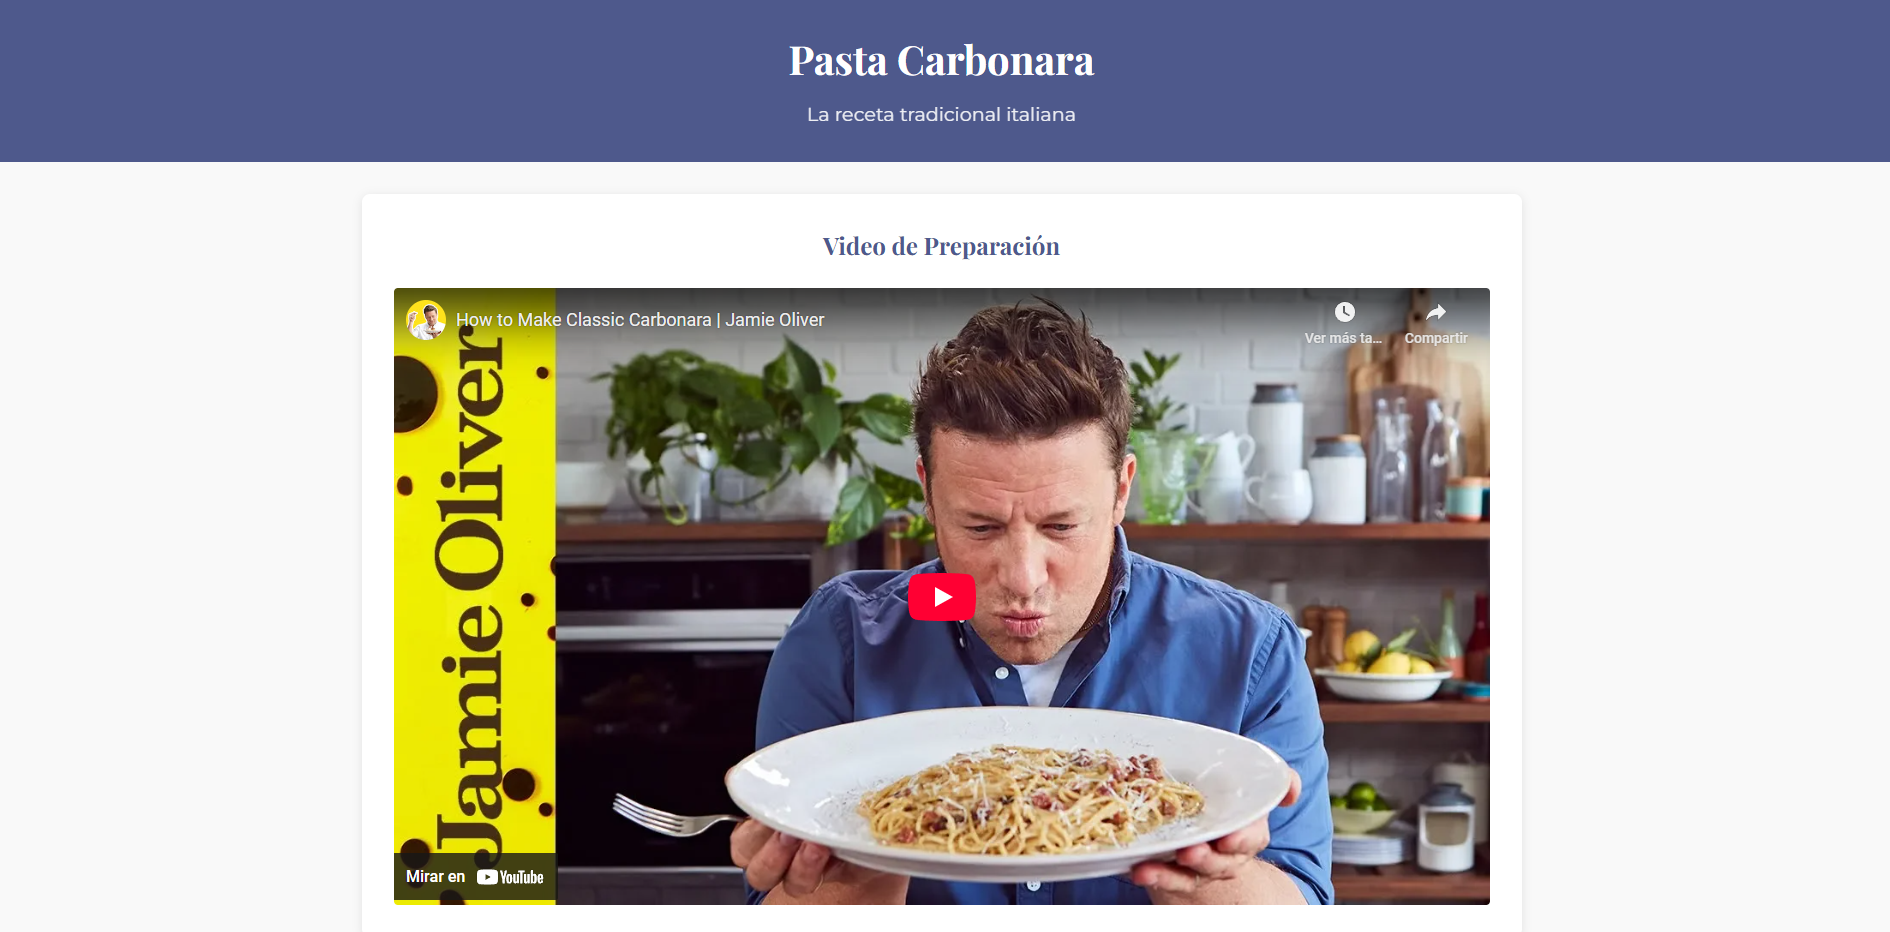 Pasta Carbonara
La receta tradicional italiana
Video de Preparación
How to Make Classic Carbonara | Jamie Oliver
Ver más ta...
Compartir
Jamie Oliver
Mirar en YouTube